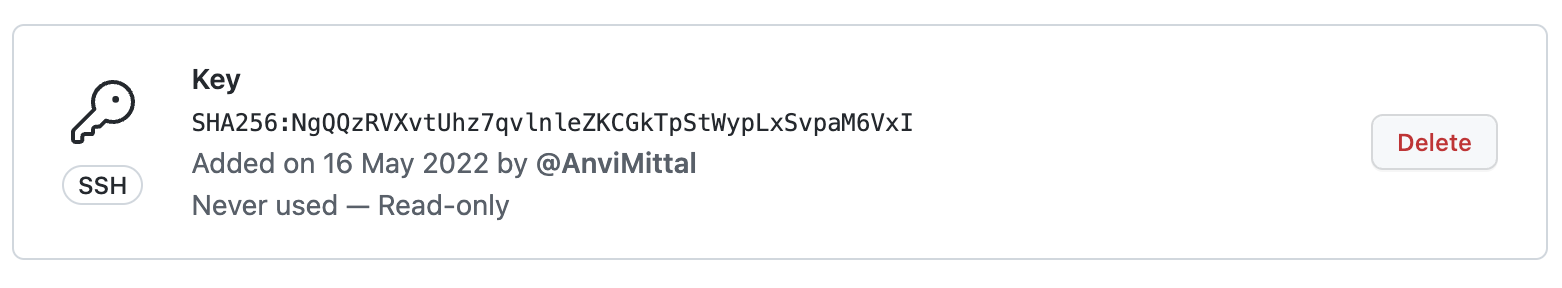 Key
SHA256:NgQQzRVXvtUhz7qvlnleZKCGkTpStWypLxSvpaM6VxI
Added on 16 May 2022 by @AnviMittal
Never used — Read-only
SSH
Delete